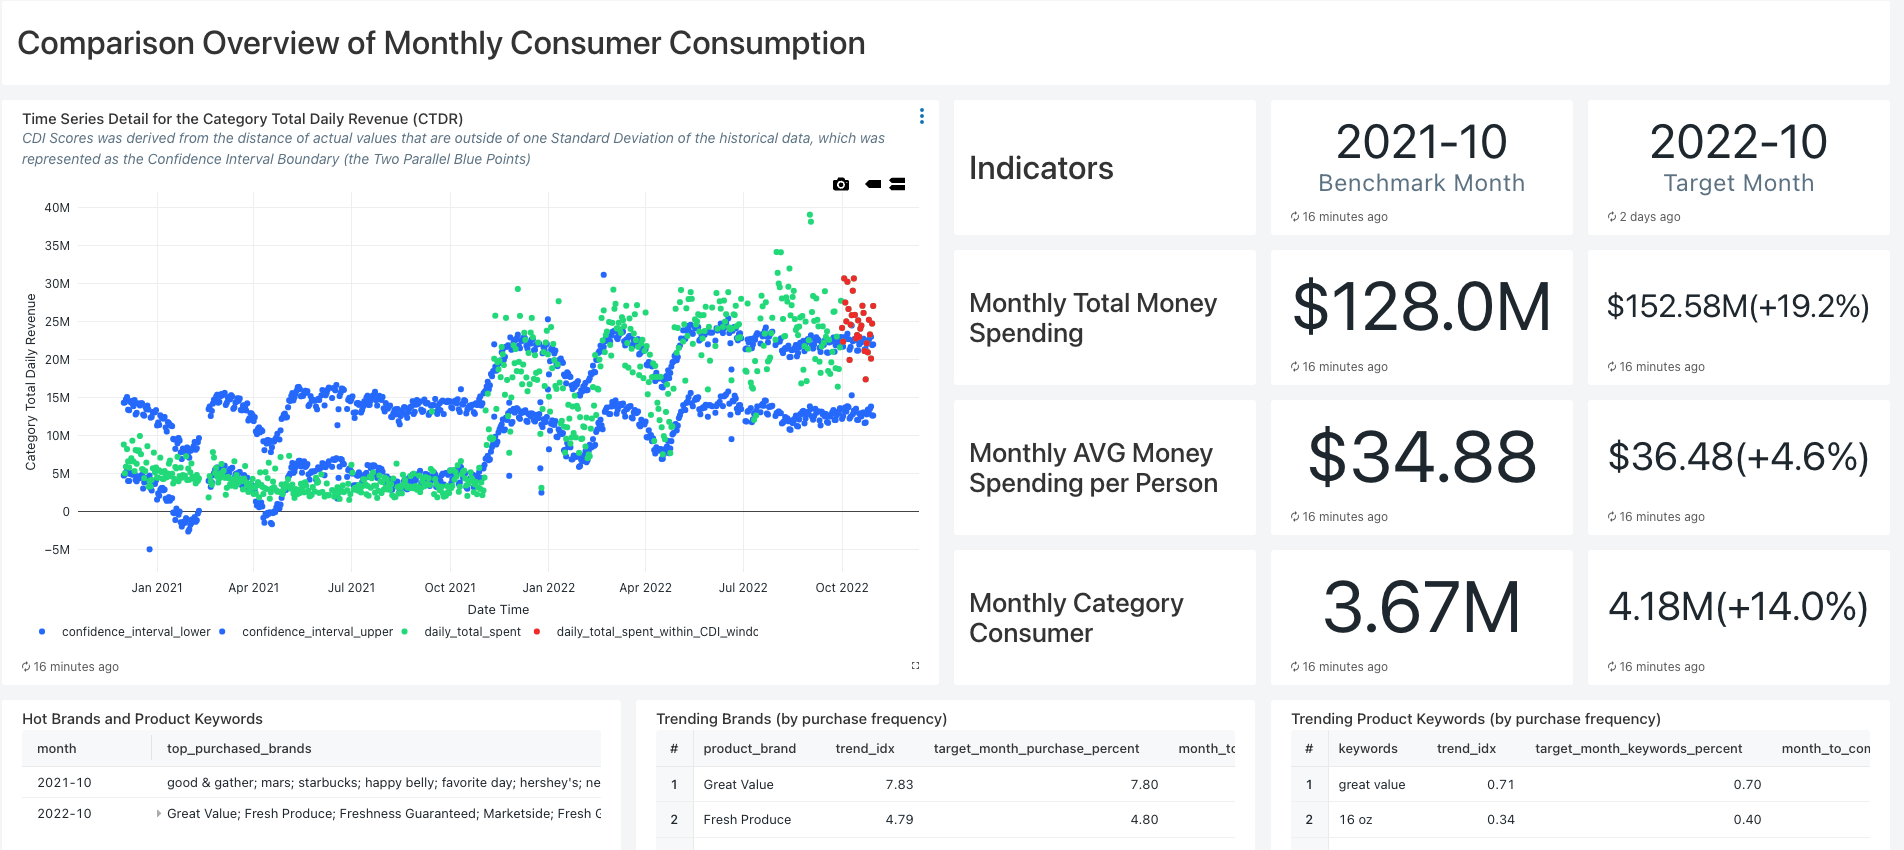 Comparison Overview of Monthly Consumer Consumption
Time Series Detail for the Category Total Daily Revenue (CTDR)
CDI Scores was derived from the distance of actual values that are outside of one Standard Deviation of the historical data, which was
represented as the Confidence Interval Boundary (the Two Parallel Blue Points)
Category Total Daily Revenue
40M
35M
30M
25M
20M
15M
10M
5M
0
−5M
Jan 2021 Apr 2021 Jul 2021 Oct 2021 Jan 2022 Apr 2022 Jul 2022 Oct 2022
Date Time
confidence_interval_lower confidence_interval_upper daily_total_spent daily_total_spent_within_CDI_windo
16 minutes ago
Indicators
2021-10
Benchmark Month
16 minutes ago
2022-10
Target Month
2 days ago
Monthly Total Money
Spending
$128.0M
16 minutes ago
$152.58M(+19.2%)
16 minutes ago
Monthly AVG Money
Spending per Person
$34.88
16 minutes ago
$36.48(+4.6%)
16 minutes ago
Monthly Category
Consumer
3.67M
16 minutes ago
4.18M(+14.0%)
16 minutes ago
Hot Brands and Product Keywords
month top_purchased_brands
2021-10 good & gather; mars; starbucks; happy belly; favorite day; hershey's; ne
2022-10 Great Value; Fresh Produce; Freshness Guaranteed; Marketside; Fresh G
Trending Brands (by purchase frequency)
# product_brand trend_idx target_month_purchase_percent month_to
1 Great Value 7.83 7.80
2 Fresh Produce 4.79 4.80
Trending Product Keywords (by purchase frequency)
# keywords trend_idx target_month_keywords_percent month_to_con
1 great value 0.71 0.70
2 16 oz 0.34 0.40